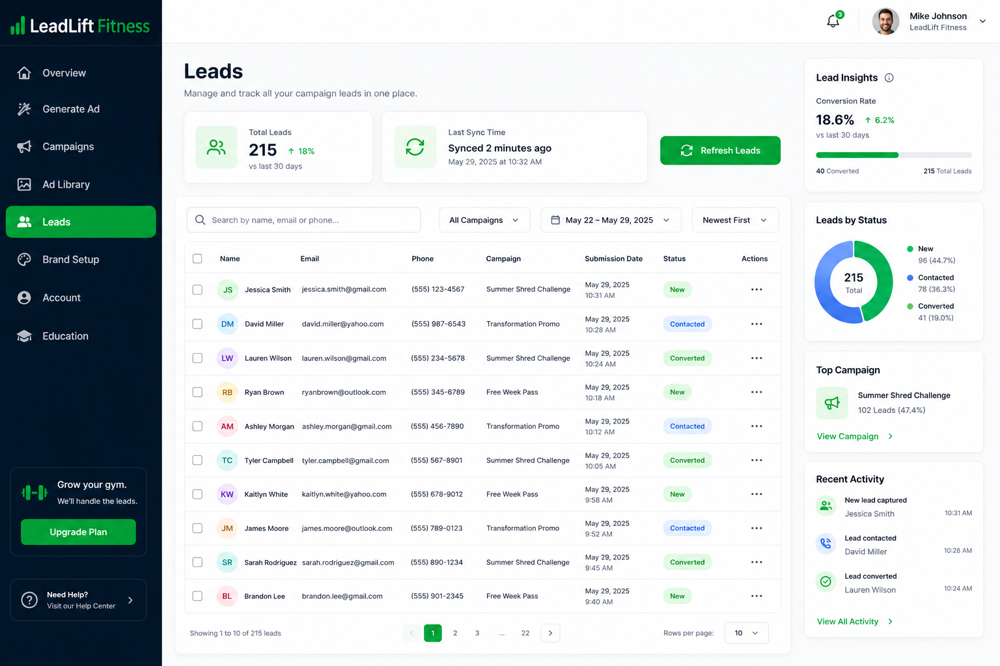 LeadLift Fitness
Overview
Generate Ad
Campaigns
Ad Library
Leads
Brand Setup
Account
Education
Grow your gym.
We'll handle the leads.
Upgrade Plan
Need Help?
Visit our Help Center
3
Mike Johnson
LeadLift Fitness
Leads
Manage and track all your campaign leads in one place.
Total Leads
215 ↑ 18%
vs last 30 days
Last Sync Time
Synced 2 minutes ago
May 29, 2025 at 10:32 AM
Refresh Leads
Search by name, email or phone...
All Campaigns
May 22 – May 29, 2025
Newest First
Name Email Phone Campaign Submission Date Status Actions
JS Jessica Smith jessica.smith@gmail.com (555) 123-4567 Summer Shred Challenge May 29, 2025 New
10:31 AM
DM David Miller david.miller@yahoo.com (555) 987-6543 Transformation Promo May 29, 2025 Contacted
10:28 AM
LW Lauren Wilson lauren.wilson@gmail.com (555) 234-5678 Summer Shred Challenge May 29, 2025 Converted
10:24 AM
RB Ryan Brown ryanbrown@outlook.com (555) 345-6789 Free Week Pass May 29, 2025 New
10:18 AM
AM Ashley Morgan ashley.morgan@gmail.com (555) 456-7890 Transformation Promo May 29, 2025 Contacted
10:12 AM
TC Tyler Campbell tyler.campbell@gmail.com (555) 567-8901 Summer Shred Challenge May 29, 2025 Converted
10:05 AM
KW Kaitlyn White kaitlyn.white@yahoo.com (555) 678-9012 Free Week Pass May 29, 2025 New
9:58 AM
JM James Moore james.moore@outlook.com (555) 789-0123 Transformation Promo May 29, 2025 Contacted
9:52 AM
SR Sarah Rodriguez sarah.rodriguez@gmail.com (555) 890-1234 Summer Shred Challenge May 29, 2025 Converted
9:45 AM
BL Brandon Lee brandon.lee@gmail.com (555) 901-2345 Free Week Pass May 29, 2025 New
9:40 AM
Showing 1 to 10 of 215 leads
1 2 3 ... 22
Rows per page: 10
Lead Insights
Conversion Rate
18.6% ↑ 6.2%
vs last 30 days
40 Converted 215 Total Leads
Leads by Status
215
Total
New
96 (44.7%)
Contacted
78 (36.3%)
Converted
41 (19.0%)
Top Campaign
Summer Shred Challenge
102 Leads (47.4%)
View Campaign
Recent Activity
New lead captured
Jessica Smith 10:31 AM
Lead contacted
David Miller 10:28 AM
Lead converted
Lauren Wilson 10:24 AM
View All Activity